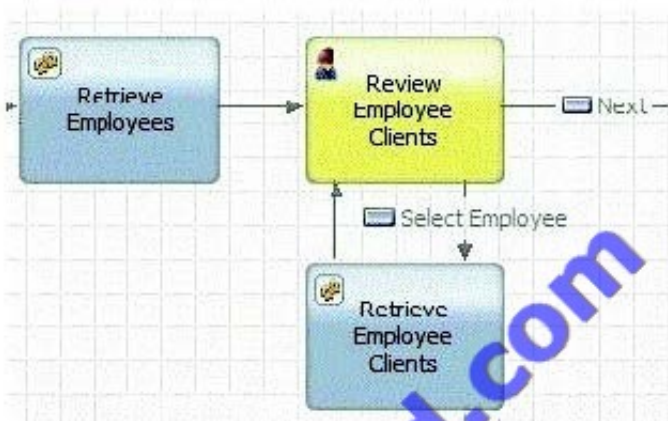 Retrieve
Employees
Review
Employee
Clients
Next
Select Employee
Retrieve
Employee
Clients
d.com